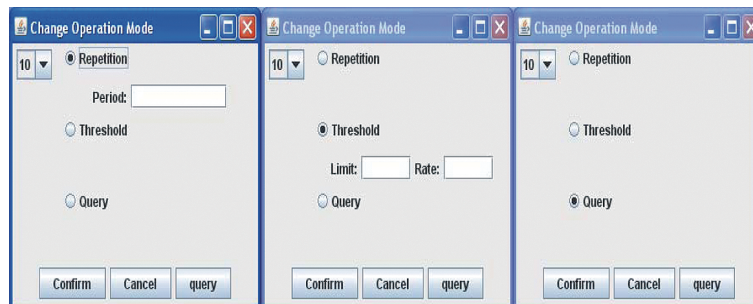 Change Operation Mode
10
Repetition
Period:
Threshold
Query
Confirm Cancel query
Change Operation Mode
10
Repetition
Threshold
Limit: Rate:
Query
Confirm Cancel query
Change Operation Mode
10
Repetition
Threshold
Query
Confirm Cancel query